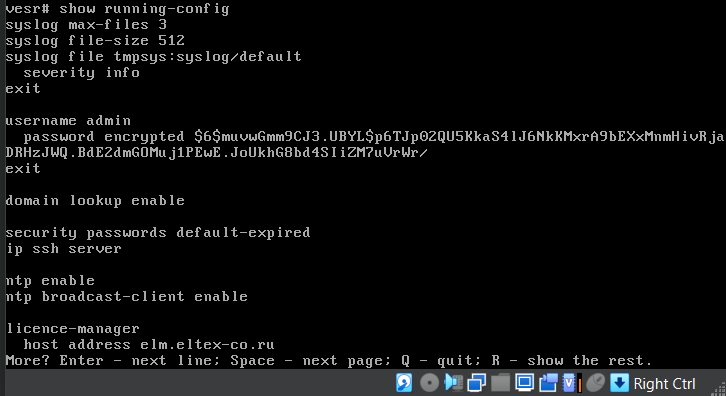 vesr# show running-config
syslog max-files 3
syslog file-size 512
syslog file tmpsys:syslog/default
  severity info
exit

username admin
  password encrypted $6$muvwGmm9CJ3.UBYL$p6TJp02QU5KkaS4lJ6NkKMxrA9bEXxMnmHivRja
DRHzJWQ.BdE2dmGOMuj1PEwE.JoUkhG8bd4SIiZM7uVrWr/
exit

domain lookup enable

security passwords default-expired
ip ssh server

ntp enable
ntp broadcast-client enable

licence-manager
  host address elm.eltex-co.ru
More? Enter - next line; Space - next page; Q - quit; R - show the rest.
Right Ctrl